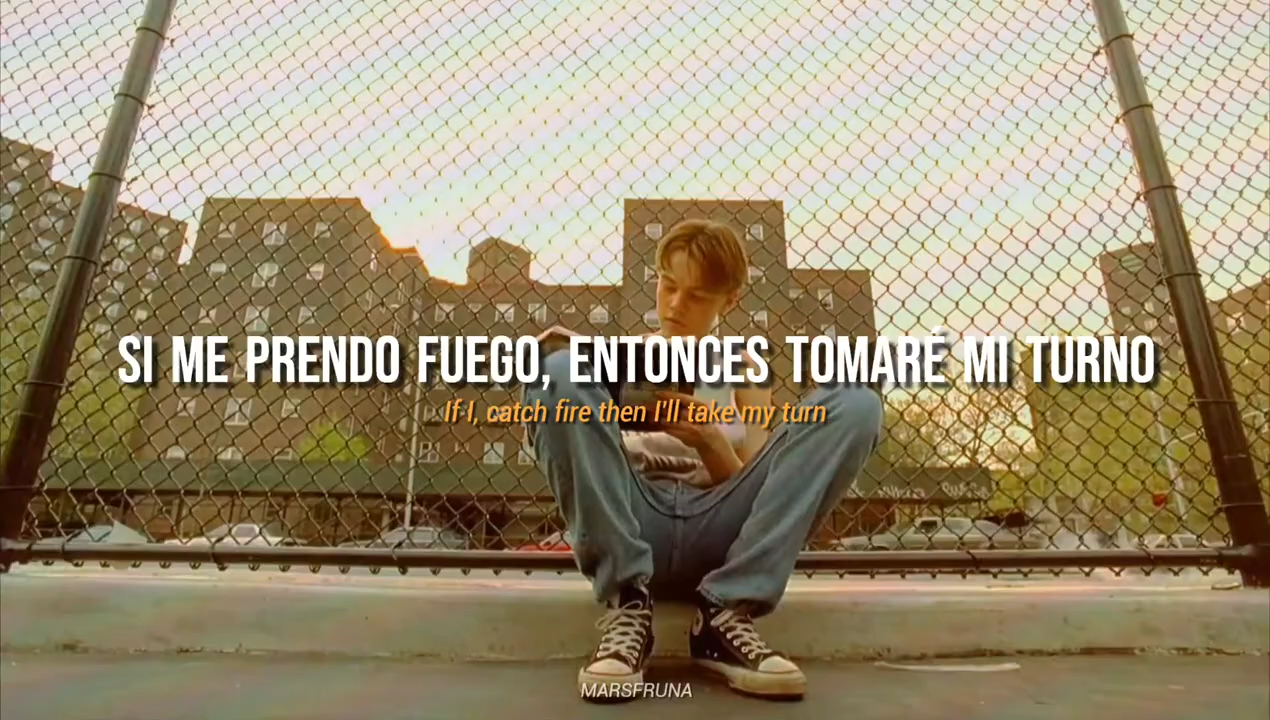 SI ME PRENDO FUEGO, ENTONCES TOMARÉ MI TURNO
If I, catch fire then I'll take my turn
MARSFRUNA